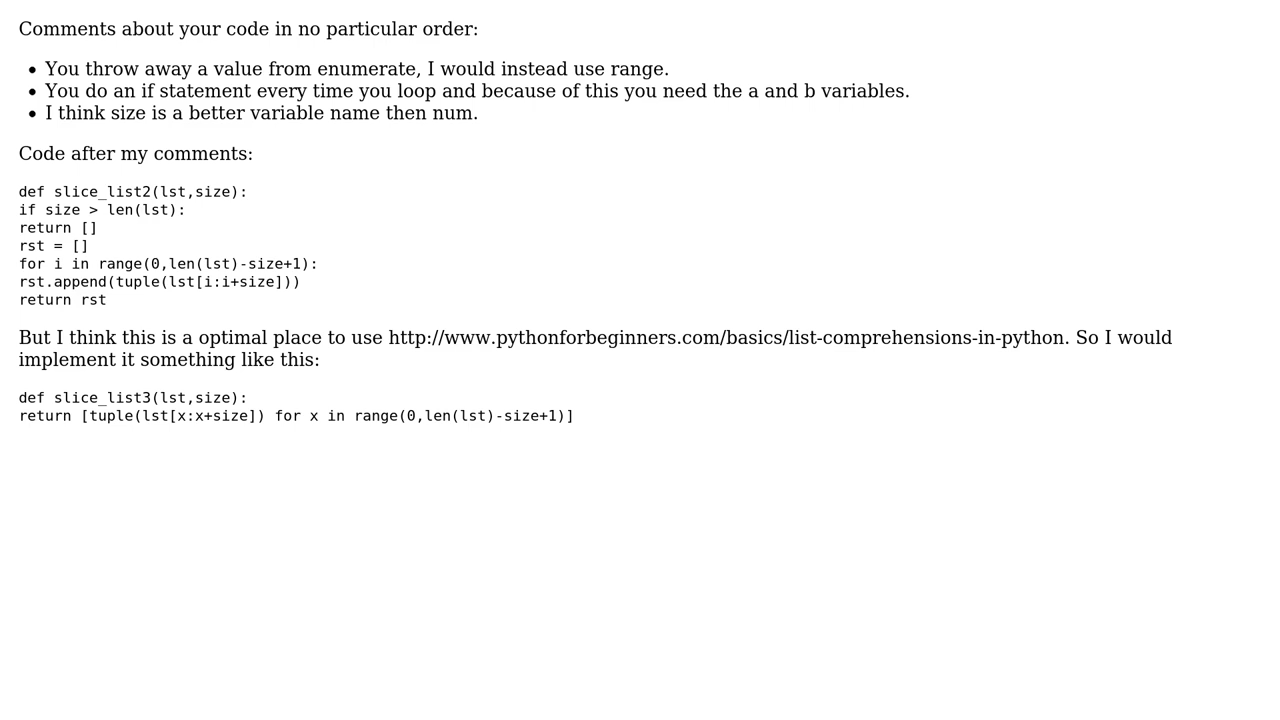 Comments about your code in no particular order:
• You throw away a value from enumerate, I would instead use range.
• You do an if statement every time you loop and because of this you need the a and b variables.
• I think size is a better variable name then num.
Code after my comments:
def slice_list2(lst,size):
if size > len(lst):
return []
rst = []
for i in range(0,len(lst)-size+1):
rst.append(tuple(lst[i:i+size]))
return rst
But I think this is a optimal place to use http://www.pythonforbeginners.com/basics/list-comprehensions-in-python. So I would
implement it something like this:
def slice_list3(lst,size):
return [tuple(lst[x:x+size]) for x in range(0,len(lst)-size+1)]